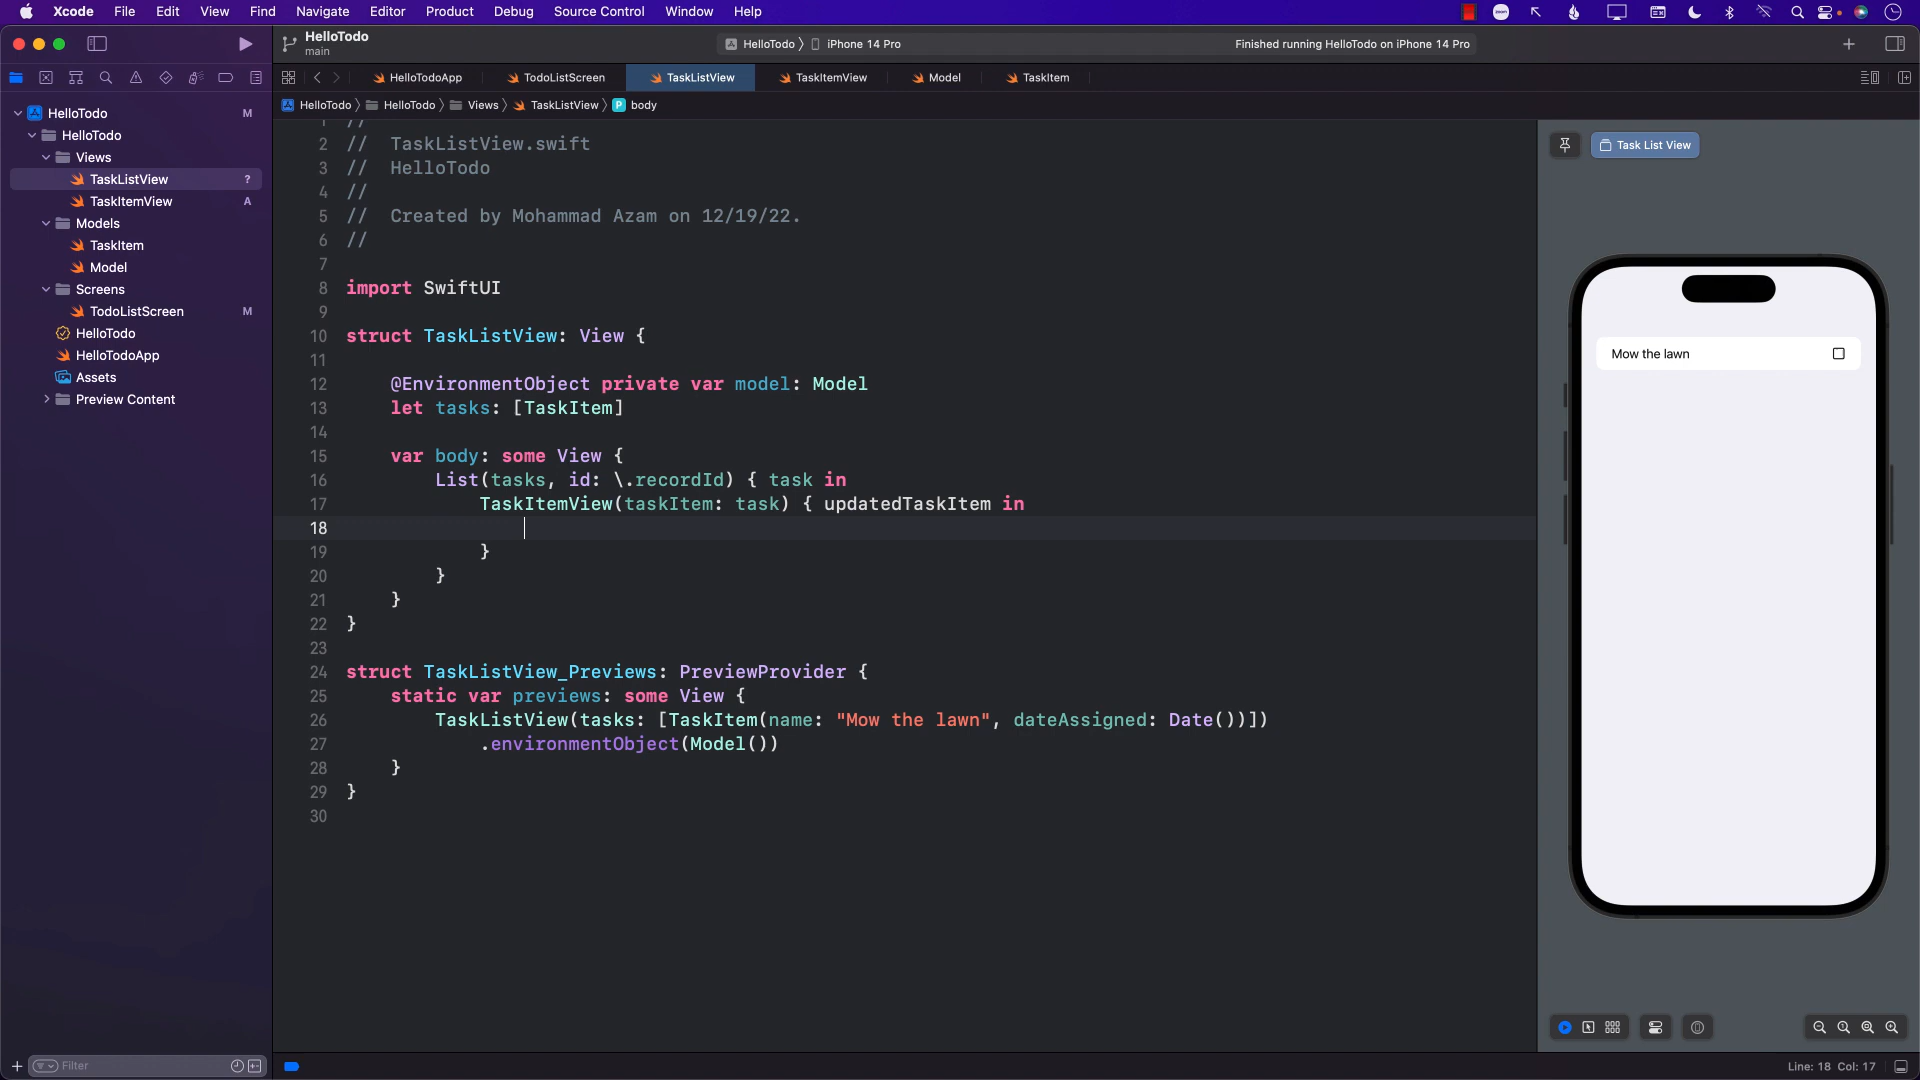 Xcode File Edit View Find Navigate Editor Product Debug Source Control Window Help
HelloTodo
main
HelloTodo 〉 iPhone 14 Pro
Finished running HelloTodo on iPhone 14 Pro
HelloTodoApp TodoListScreen TaskListView TaskItemView Model TaskItem
HelloTodo 〉 HelloTodo 〉 Views 〉 TaskListView 〉 P body
HelloTodo M
HelloTodo
Views
TaskListView ?
TaskItemView A
Models
TaskItem
Model
Screens
TodoListScreen M
HelloTodo
HelloTodoApp
Assets
Preview Content
Filter
1 //
2 // TaskListView.swift
3 // HelloTodo
4 //
5 // Created by Mohammad Azam on 12/19/22.
6 //
7
8 import SwiftUI
9
10 struct TaskListView: View {
11
12 @EnvironmentObject private var model: Model
13 let tasks: [TaskItem]
14
15 var body: some View {
16 List(tasks, id: \.recordId) { task in
17 TaskItemView(taskItem: task) { updatedTaskItem in
18
19 }
20 }
21 }
22 }
23
24 struct TaskListView_Previews: PreviewProvider {
25 static var previews: some View {
26 TaskListView(tasks: [TaskItem(name: "Mow the lawn", dateAssigned: Date())])
27 .environmentObject(Model())
28 }
29 }
30
Task List View
Mow the lawn
Line: 18 Col: 17